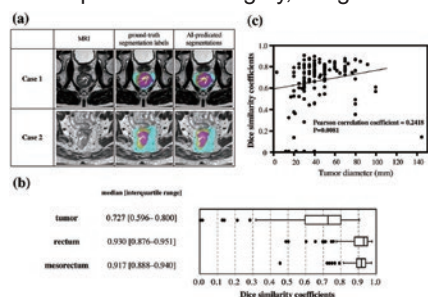 (a)
MRI
ground-truth
segmentation labels
AI-predicated
segmentations
Case 1
Case 2
(c)
Dice similarity coefficients
1.0
0.8
0.6
0.4
0.2
0
Pearson correlation coefficient = 0.2418
0 20 40 60 80 100 120 140
Tumor diameter (mm)
(b)
median [interquartile range]
tumor
0.727 [0.596– 0.800]
rectum
0.930 [0.876–0.951]
mesorectum
0.917 [0.888–0.940]
0.0 0.1 0.2 0.3 0.4 0.5 0.6 0.7 0.8 0.9 1.0
Dice similarity coefficients